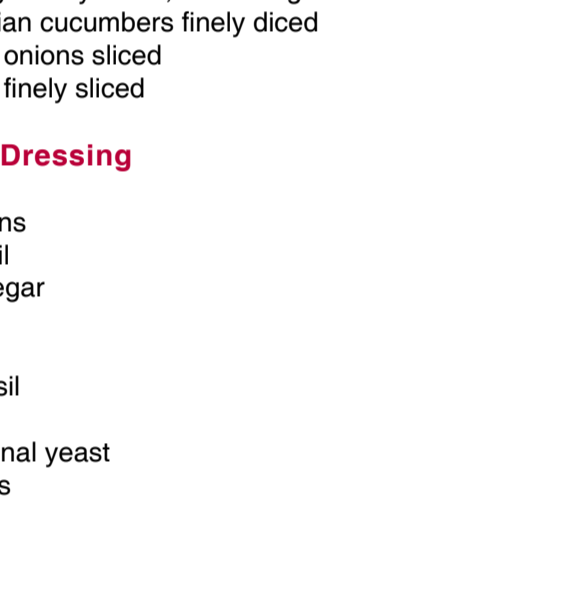 ian cucumbers finely diced
onions sliced
finely sliced
Dressing
ns
il
egar
sil
nal yeast
s